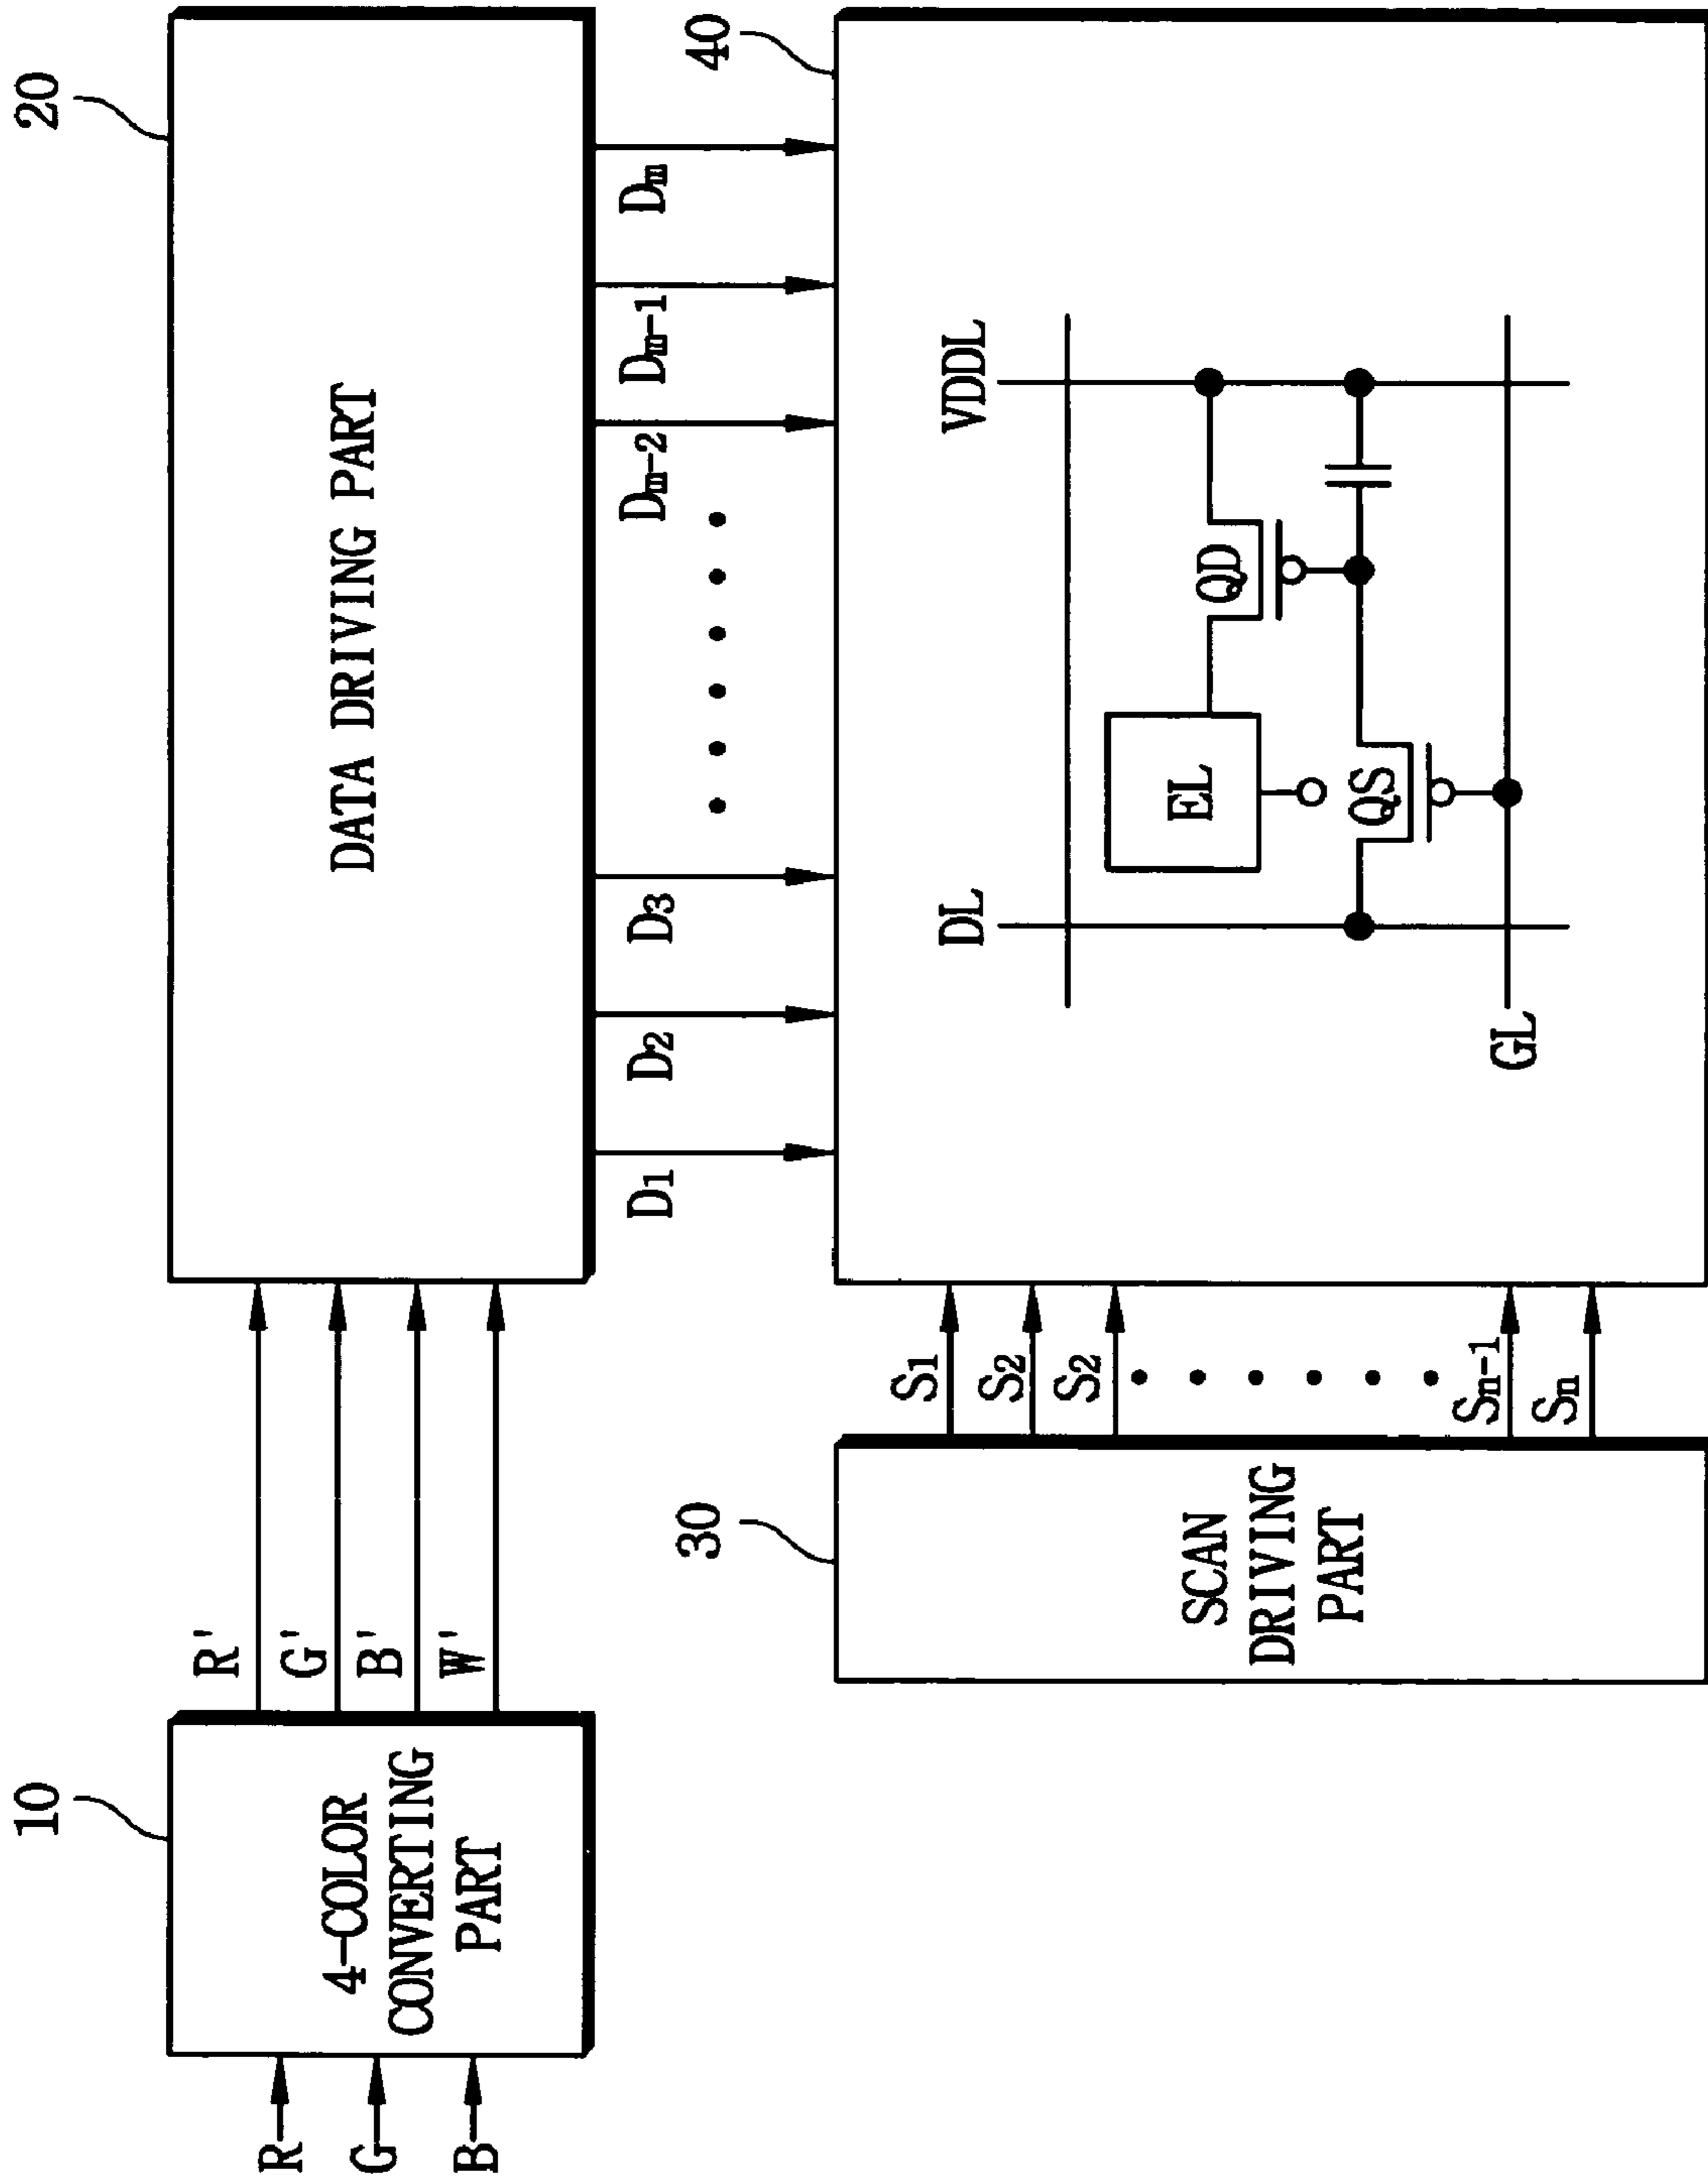 10
20
R
G
B
4-COLOR
CONVERTING
PART
R'
G'
B'
W'
DATA DRIVING PART
D1
D2
D3
Dm-2
Dm-1
Dm
30
40
SCAN
DRIVING
PART
S1
S2
S2
Sn-1
Sn
DL
VDDL
EL
QD
QS
GL